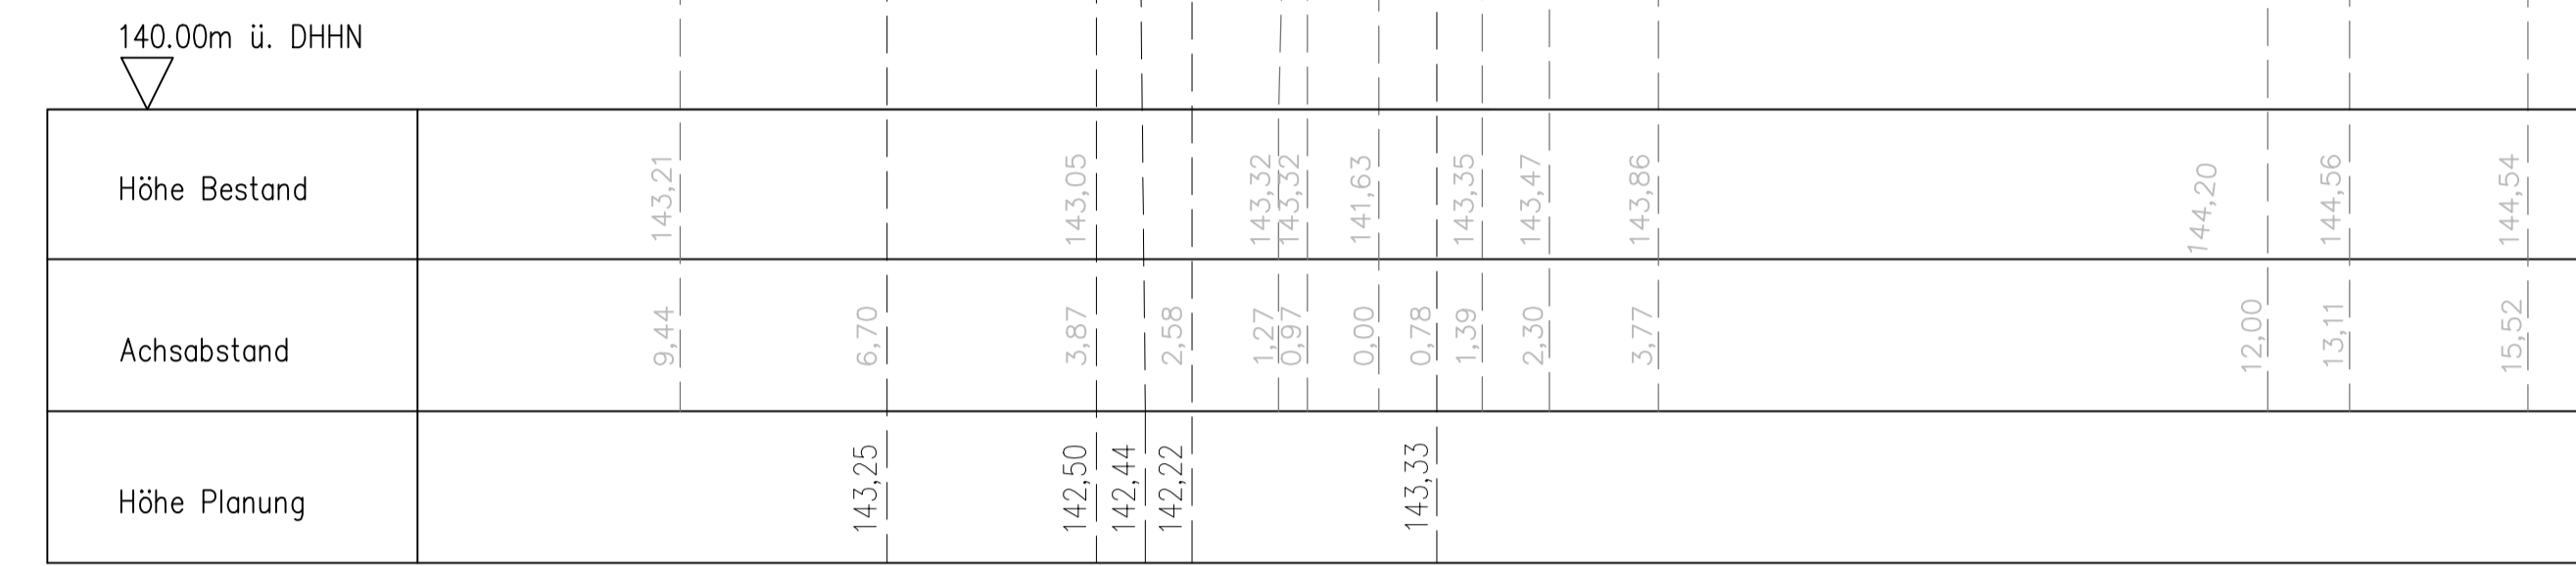 140.00m ü. DHHN
Höhe Bestand 143,21 143,05 143,32 143,32 141,63 143,35 143,47 143,86 144,20 144,56 144,54
Achsabstand 9,44 6,70 3,87 2,58 1,27 0,97 0,00 0,78 1,39 2,30 3,77 12,00 13,11 15,52
Höhe Planung 143,25 142,50 142,44 142,22 143,33